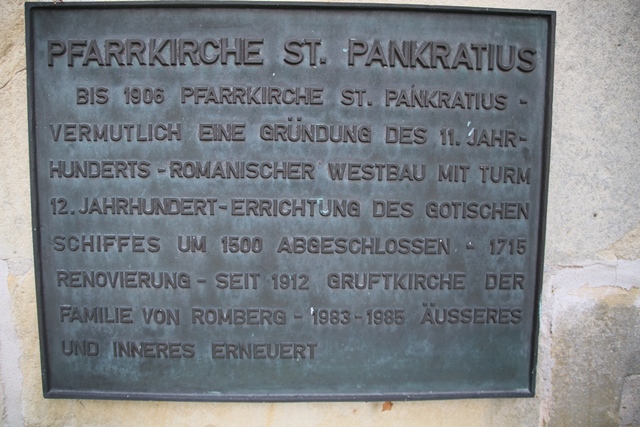 PFARRKIRCHE ST. PANKRATIUS
BIS 1906 PFARRKIRCHE ST. PANKRATIUS -
VERMUTLICH EINE GRÜNDUNG DES 11. JAHR-
HUNDERTS - ROMANISCHER WESTBAU MIT TURM
12. JAHRHUNDERT - ERRICHTUNG DES GOTISCHEN
SCHIFFES UM 1500 ABGESCHLOSSEN - 1715
RENOVIERUNG - SEIT 1912 GRUFTKIRCHE DER
FAMILIE VON ROMBERG - 1983 - 1985 ÄUSSERES
UND INNERES ERNEUERT